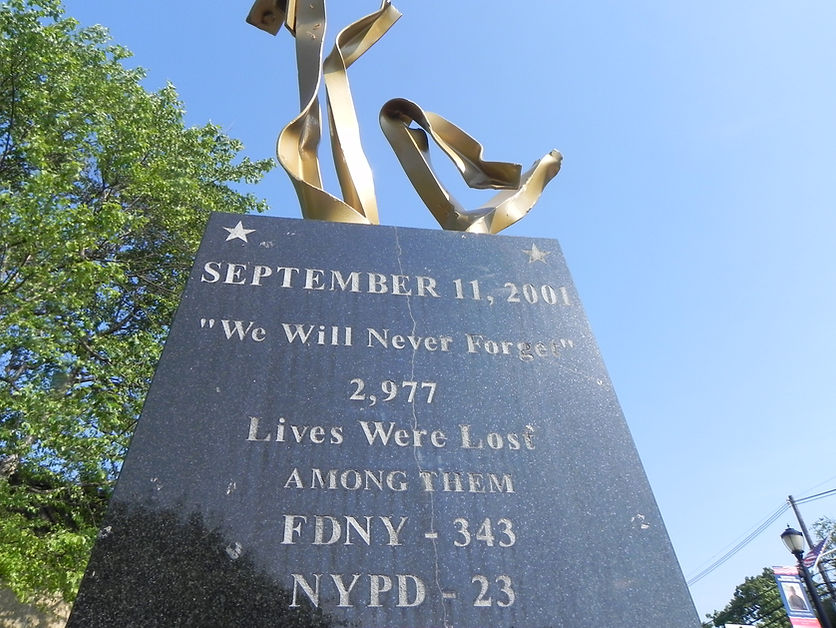 SEPTEMBER 11, 2001
"We Will Never Forget"
2,977
Lives Were Lost
AMONG THEM
FDNY - 343
NYPD - 23